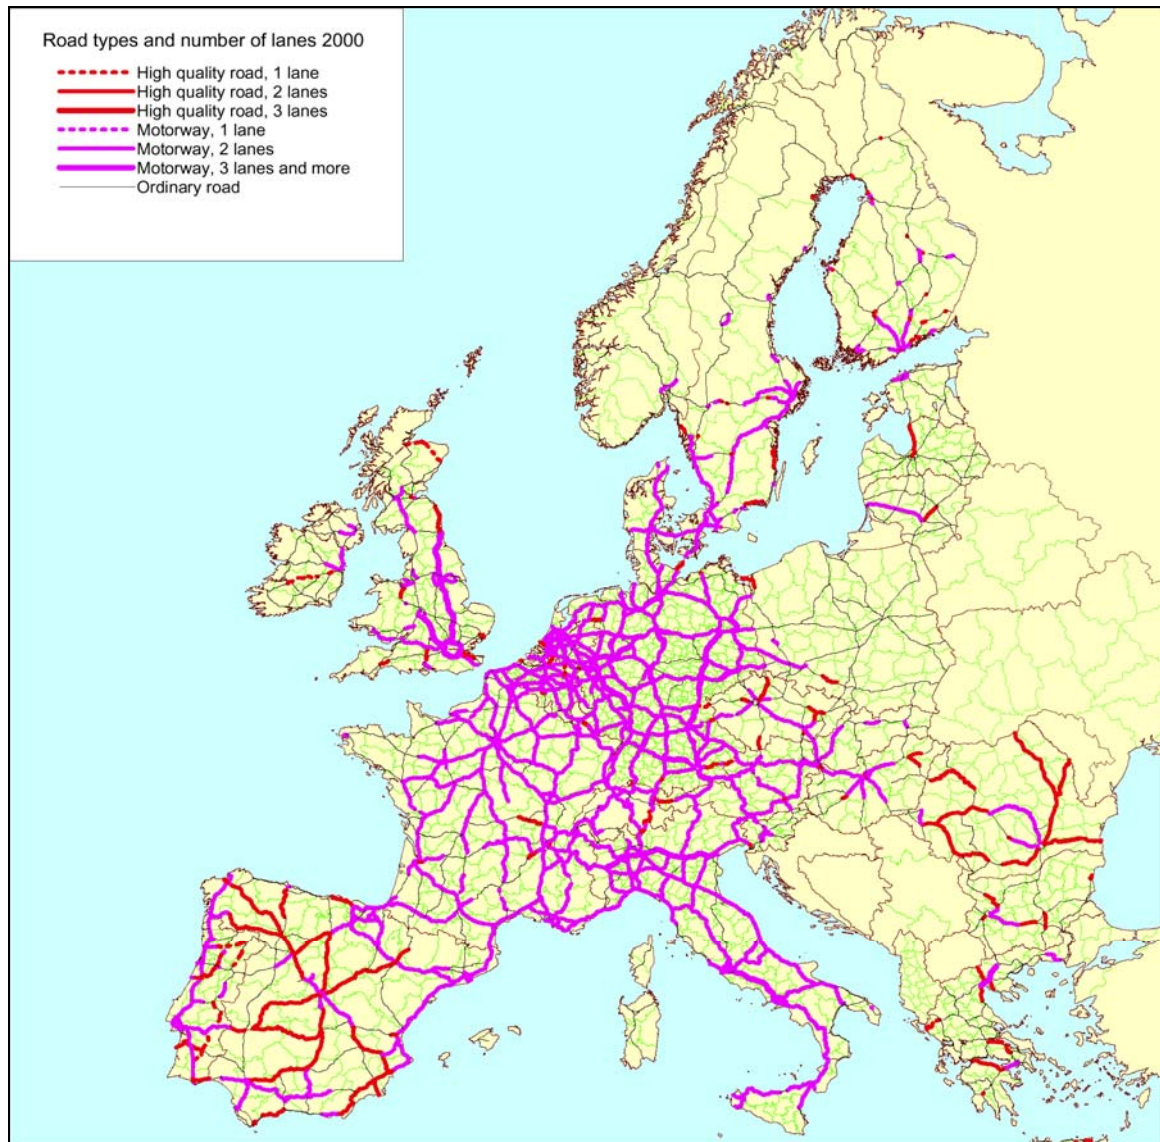 Road types and number of lanes 2000
High quality road, 1 lane
High quality road, 2 lanes
High quality road, 3 lanes
Motorway, 1 lane
Motorway, 2 lanes
Motorway, 3 lanes and more
Ordinary road